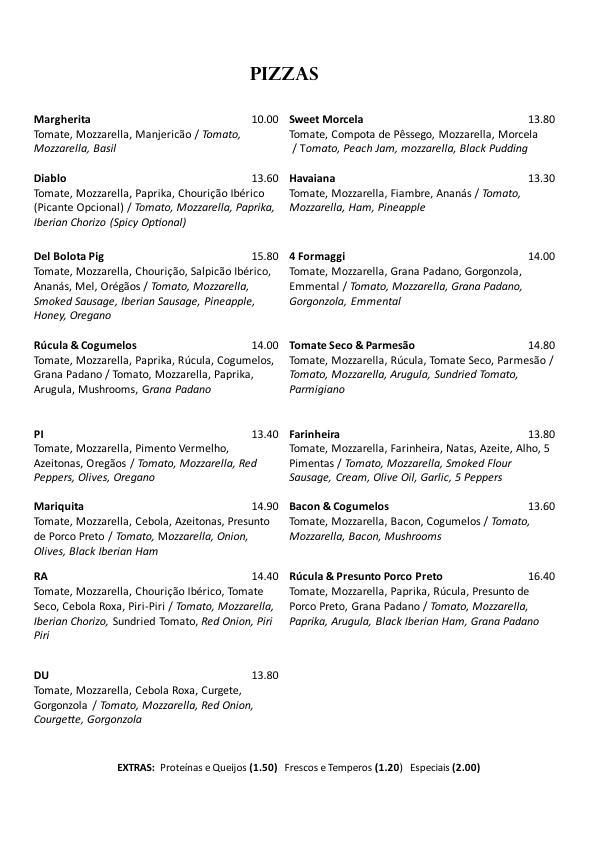 PIZZAS
Margherita 10.00
Tomate, Mozzarella, Manjericão / Tomato,
Mozzarella, Basil
Diablo 13.60
Tomate, Mozzarella, Paprika, Chourição Ibérico
(Picante Opcional) / Tomato, Mozzarella, Paprika,
Iberian Chorizo (Spicy Optional)
Del Bolota Pig 15.80
Tomate, Mozzarella, Chourição, Salpicão Ibérico,
Ananás, Mel, Orégãos / Tomato, Mozzarella,
Smoked Sausage, Iberian Sausage, Pineapple,
Honey, Oregano
Rúcula & Cogumelos 14.00
Tomate, Mozzarella, Paprika, Rúcula, Cogumelos,
Grana Padano / Tomato, Mozzarella, Paprika,
Arugula, Mushrooms, Grana Padano
PI 13.40
Tomate, Mozzarella, Pimento Vermelho,
Azeitonas, Oregãos / Tomato, Mozzarella, Red
Peppers, Olives, Oregano
Mariquita 14.90
Tomate, Mozzarella, Cebola, Azeitonas, Presunto
de Porco Preto / Tomato, Mozzarella, Onion,
Olives, Black Iberian Ham
RA 14.40
Tomate, Mozzarella, Chourição Ibérico, Tomate
Seco, Cebola Roxa, Piri-Piri / Tomato, Mozzarella,
Iberian Chorizo, Sundried Tomato, Red Onion, Piri
Piri
DU 13.80
Tomate, Mozzarella, Cebola Roxa, Curgete,
Gorgonzola / Tomato, Mozzarella, Red Onion,
Courgette, Gorgonzola
Sweet Morcela 13.80
Tomate, Compota de Pêssego, Mozzarella, Morcela
/ Tomato, Peach Jam, mozzarella, Black Pudding
Havaiana 13.30
Tomate, Mozzarella, Fiambre, Ananás / Tomato,
Mozzarella, Ham, Pineapple
4 Formaggi 14.00
Tomate, Mozzarella, Grana Padano, Gorgonzola,
Emmental / Tomato, Mozzarella, Grana Padano,
Gorgonzola, Emmental
Tomate Seco & Parmesão 14.80
Tomate, Mozzarella, Rúcula, Tomate Seco, Parmesão /
Tomato, Mozzarella, Arugula, Sundried Tomato,
Parmigiano
Farinheira 13.80
Tomate, Mozzarella, Farinheira, Natas, Azeite, Alho, 5
Pimentas / Tomato, Mozzarella, Smoked Flour
Sausage, Cream, Olive Oil, Garlic, 5 Peppers
Bacon & Cogumelos 13.60
Tomate, Mozzarella, Bacon, Cogumelos / Tomato,
Mozzarella, Bacon, Mushrooms
Rúcula & Presunto Porco Preto 16.40
Tomate, Mozzarella, Paprika, Rúcula, Presunto de
Porco Preto, Grana Padano / Tomato, Mozzarella,
Paprika, Arugula, Black Iberian Ham, Grana Padano
EXTRAS: Proteínas e Queijos (1.50) Frescos e Temperos (1.20) Especiais (2.00)